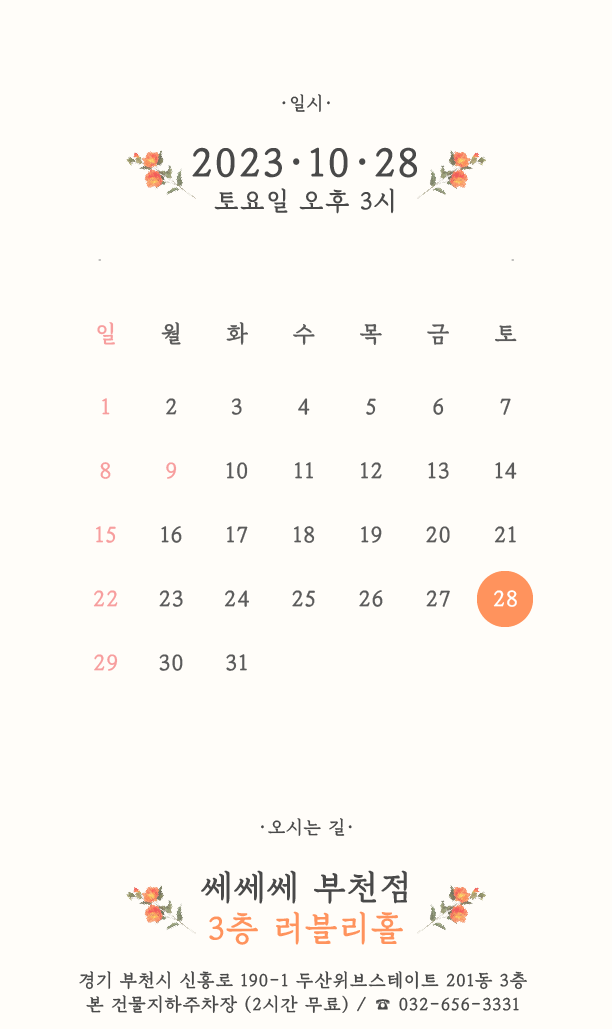 ·일시·
2023·10·28
토요일 오후 3시
일 월 화 수 목 금 토
1 2 3 4 5 6 7
8 9 10 11 12 13 14
15 16 17 18 19 20 21
22 23 24 25 26 27 28
29 30 31
·오시는 길·
쎄쎄쎄 부천점
3층 러블리홀
경기 부천시 신흥로 190-1 두산위브스테이트 201동 3층
본 건물지하주차장 (2시간 무료) / ☎ 032-656-3331